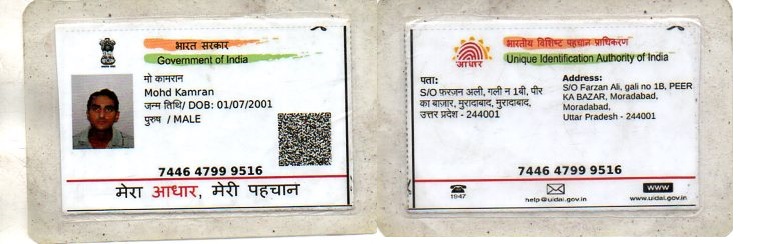 भारत सरकार
Government of India
मो कामरान
Mohd Kamran
जन्म तिथि/ DOB: 01/07/2001
पुरुष / MALE
7446 4799 9516
मेरा आधार, मेरी पहचान
भारतीय विशिष्ट पहचान प्राधिकरण
Unique Identification Authority of India
आधार
पता:
S/O फरजन अली, गली न 1बी, पीर
का बाज़ार, मुरादाबाद, मुरादाबाद,
उत्तर प्रदेश - 244001
Address:
S/O Farzan Ali, gali no 1B, PEER
KA BAZAR, Moradabad,
Moradabad,
Uttar Pradesh - 244001
7446 4799 9516
1947
help@uidai.gov.in
www
www.uidai.gov.in